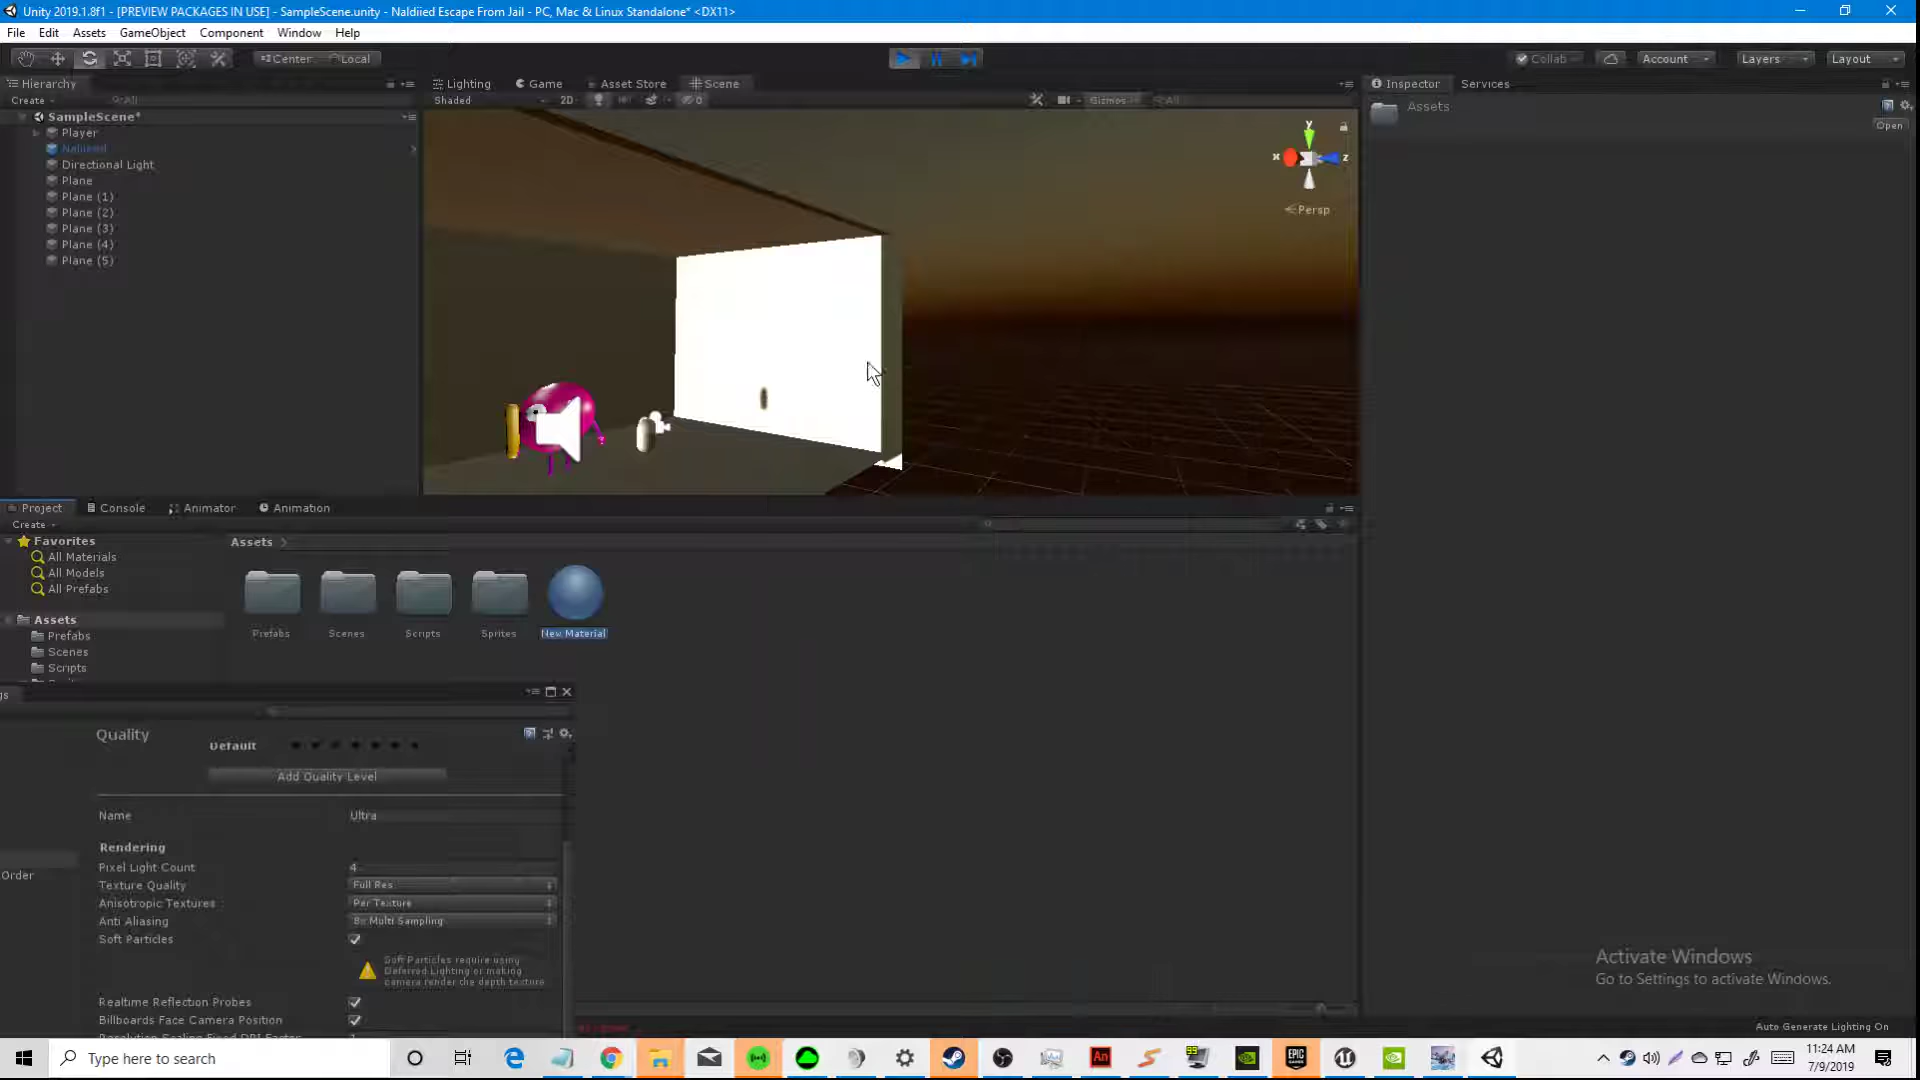 Unity 2019.1.8f1 - [PREVIEW PACKAGES IN USE] - SampleScene.unity - Naldiied Escape From Jail - PC, Mac & Linux Standalone* <DX11>
File Edit Assets GameObject Component Window Help
Center Local Collab Account Layers Layout
Hierarchy Lighting Game Asset Store Scene Inspector Services
Create All Shaded 2D 0 Gizmos All Assets
Open
SampleScene*
Player
Naldiied
Directional Light
Plane
Plane (1)
Plane (2)
Plane (3)
Plane (4)
Plane (5)
y
x z
Persp
Project Console Animator Animation
Create
Favorites
All Materials
All Models
All Prefabs
Assets
Prefabs
Scenes
Scripts
Assets
Prefabs Scenes Scripts Sprites New Material
gs
Quality
Default
Add Quality Level
Name Ultra
Rendering
Pixel Light Count 4
Order
Texture Quality Full Res
Anisotropic Textures Per Texture
Anti Aliasing 8x Multi Sampling
Soft Particles
Soft Particles require using
Deferred Lighting or making
camera render the depth texture.
Realtime Reflection Probes
Billboards Face Camera Position
Activate Windows
Go to Settings to activate Windows.
Auto Generate Lighting On
Type here to search
11:24 AM
7/9/2019